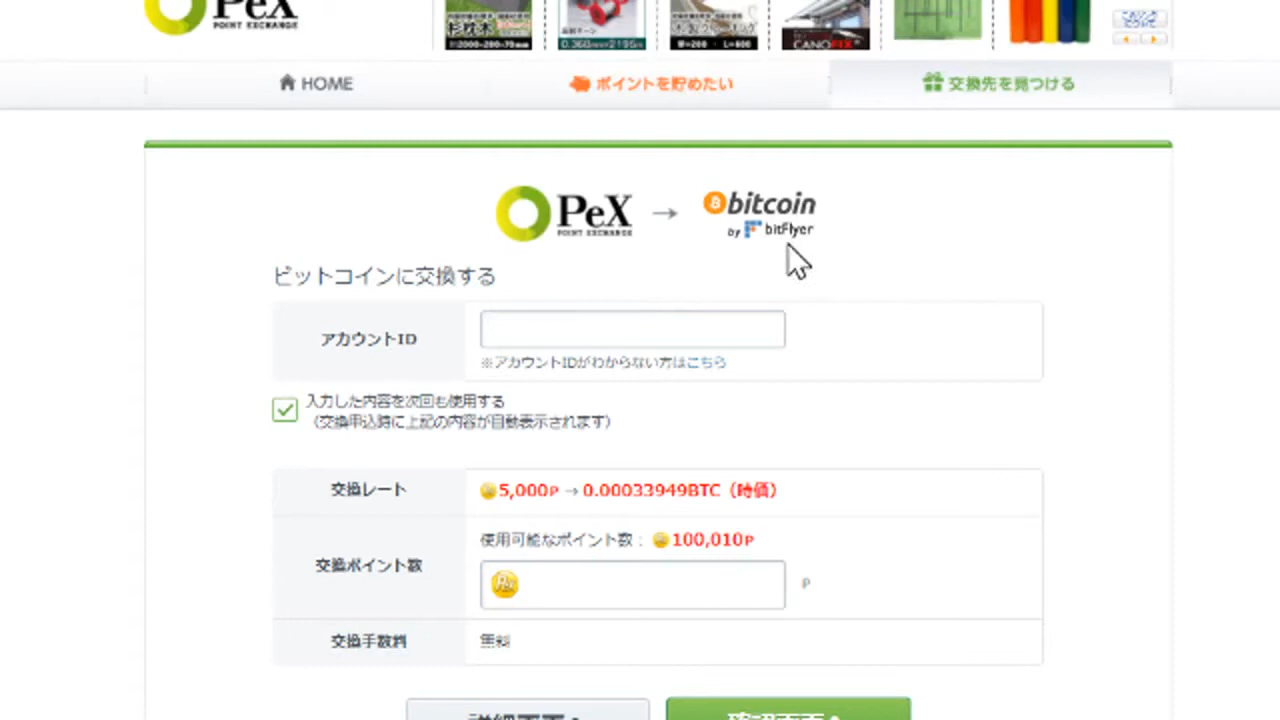 PeX
POINT EXCHANGE
杉枕木
CANOFIX
HOME
ポイントを貯めたい
交換先を見つける
PeX
POINT EXCHANGE
→
bitcoin
by bitFlyer
ビットコインに交換する
アカウントID
※アカウントIDがわからない方はこちら
入力した内容を次回も使用する
(交換申込時に上記の内容が自動表示されます)
交換レート
5,000P → 0.00033949BTC(時価)
使用可能なポイント数: 100,010P
交換ポイント数
P
交換手数料
無料